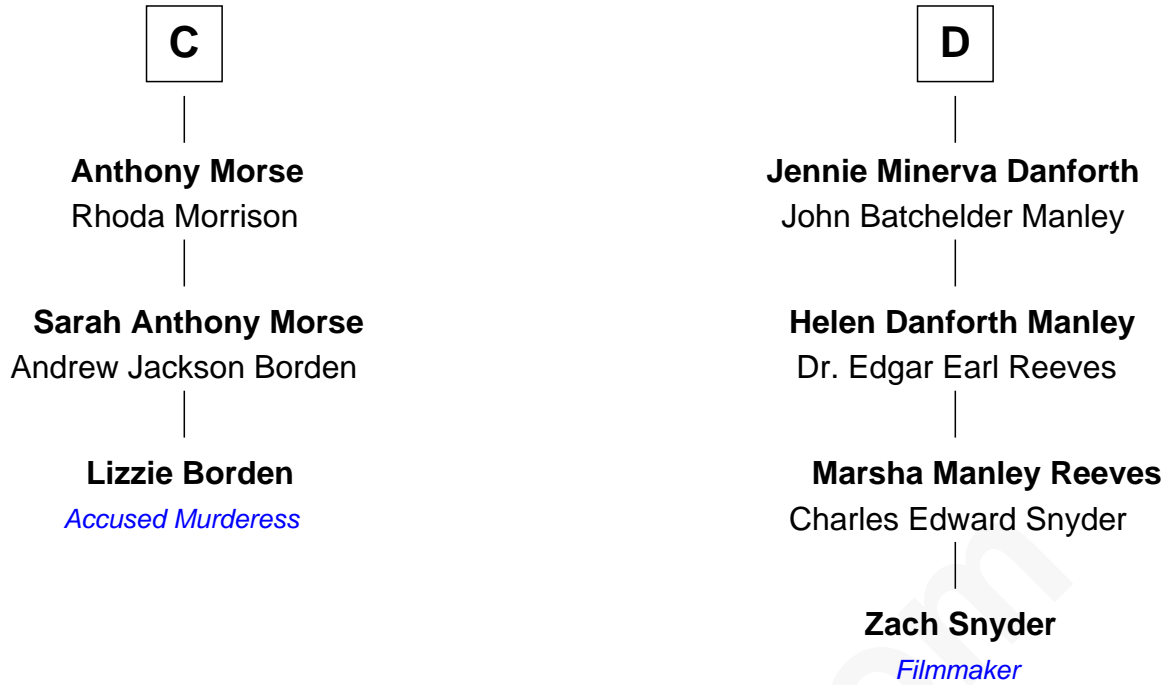 C
Anthony Morse
Rhoda Morrison
Sarah Anthony Morse
Andrew Jackson Borden
Lizzie Borden
Accused Murderess
D
Jennie Minerva Danforth
John Batchelder Manley
Helen Danforth Manley
Dr. Edgar Earl Reeves
Marsha Manley Reeves
Charles Edward Snyder
Zach Snyder
Filmmaker